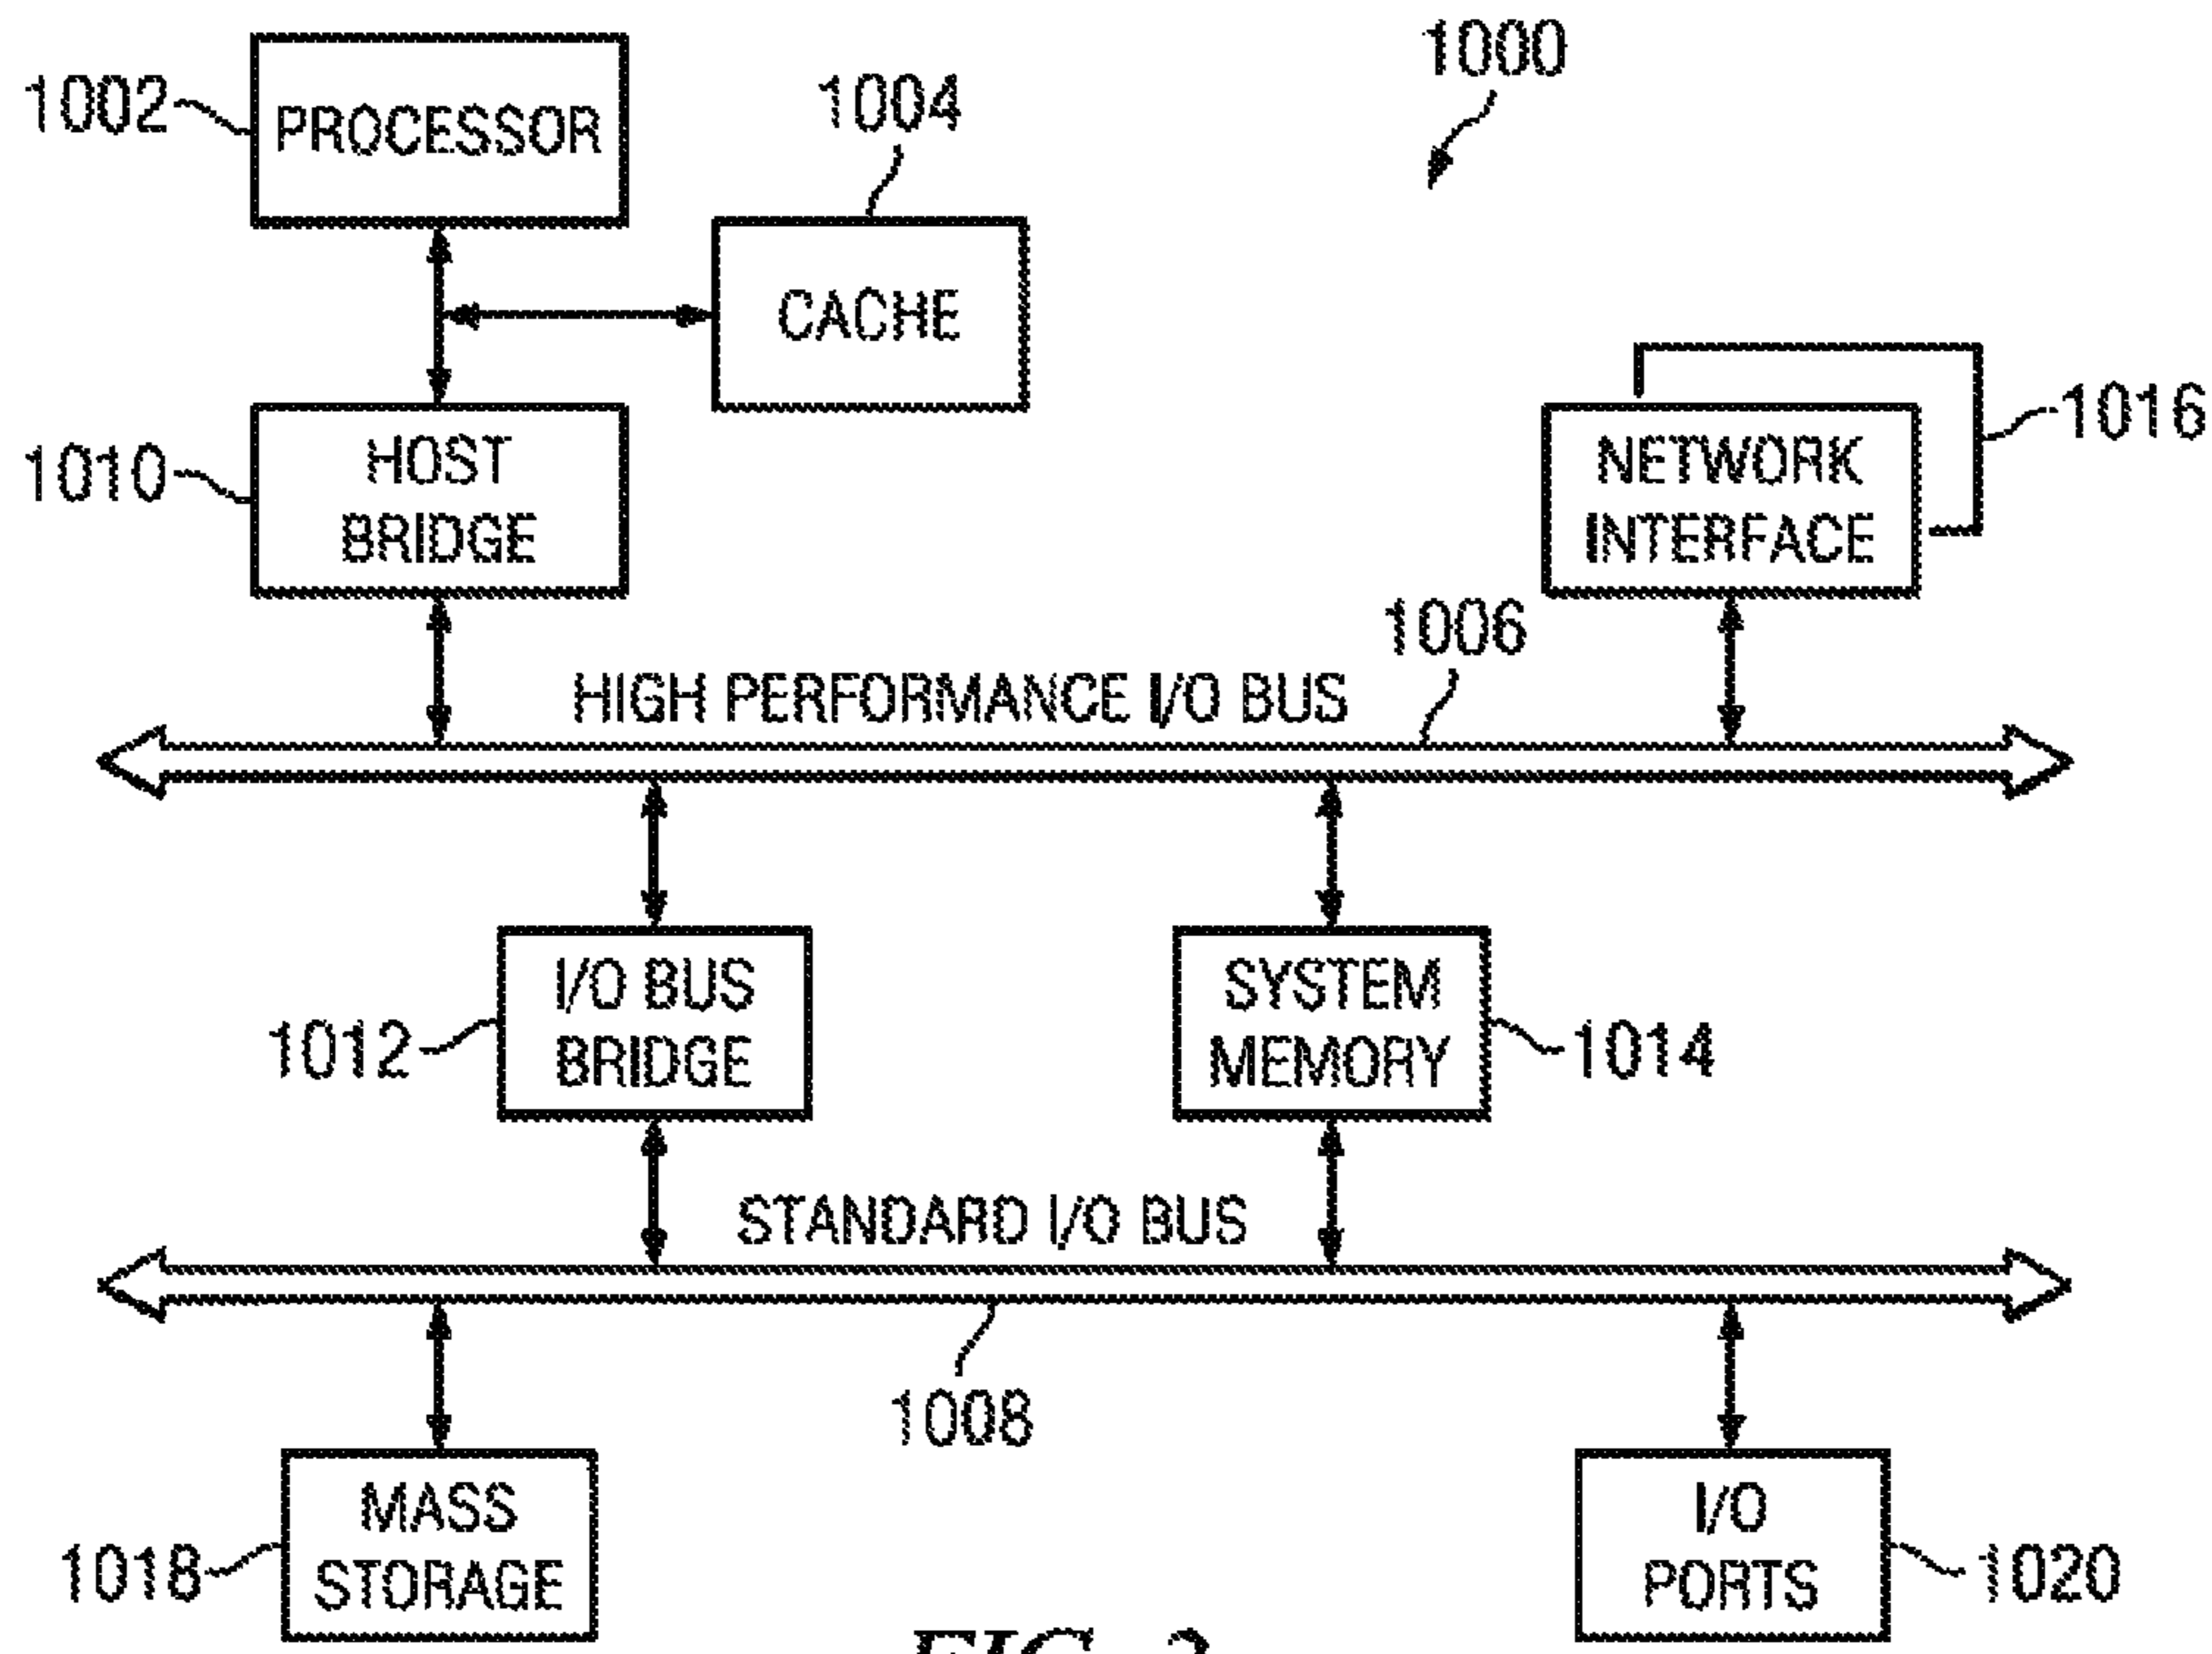 1000
1002
PROCESSOR
1004
CACHE
1010
HOST
BRIDGE
NETWORK
INTERFACE
1016
1006
HIGH PERFORMANCE I/O BUS
I/O BUS
BRIDGE
1012
SYSTEM
MEMORY
1014
STANDARD I/O BUS
1008
MASS
STORAGE
1018
I/O
PORTS
1020